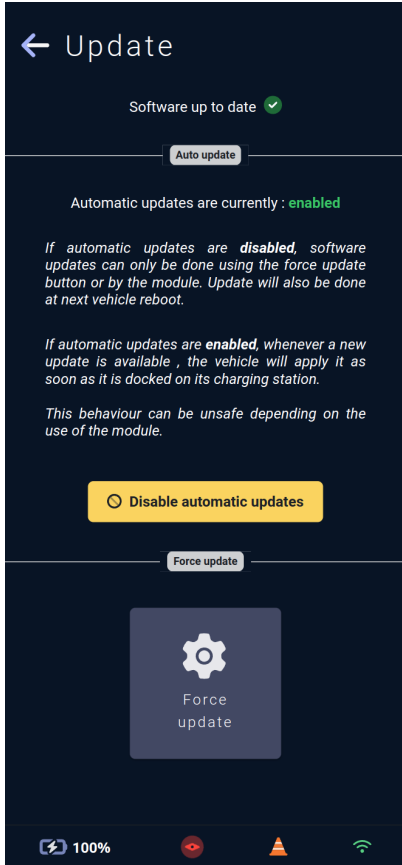 Update
Software up to date
Auto update
Automatic updates are currently : enabled
If automatic updates are disabled, software
updates can only be done using the force update
button or by the module. Update will also be done
at next vehicle reboot.
If automatic updates are enabled, whenever a new
update is available , the vehicle will apply it as
soon as it is docked on its charging station.
This behaviour can be unsafe depending on the
use of the module.
Disable automatic updates
Force update
Force
update
100%